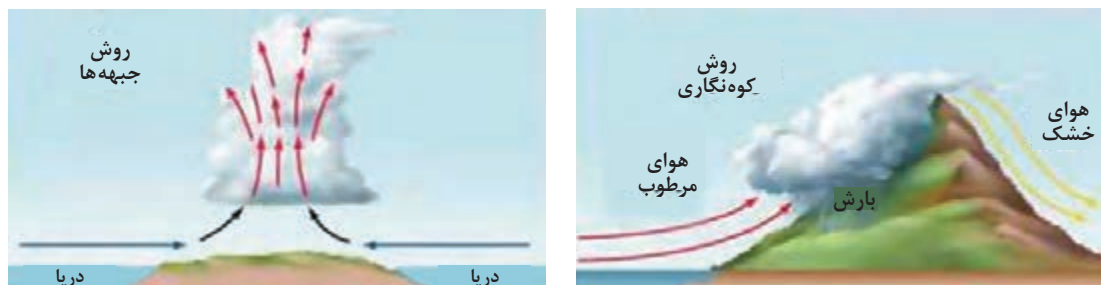 روش
کوه‌نگاری
هوای
خشک
هوای
مرطوب
بارش
روش
جبهه‌ها
دریا
دریا